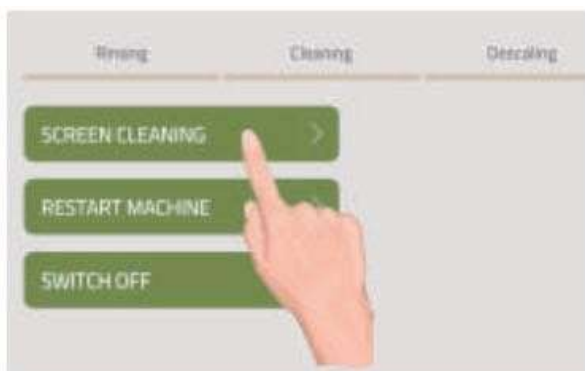 Rinsing
Cleaning
Descaling
SCREEN CLEANING
RESTART MACHINE
SWITCH OFF